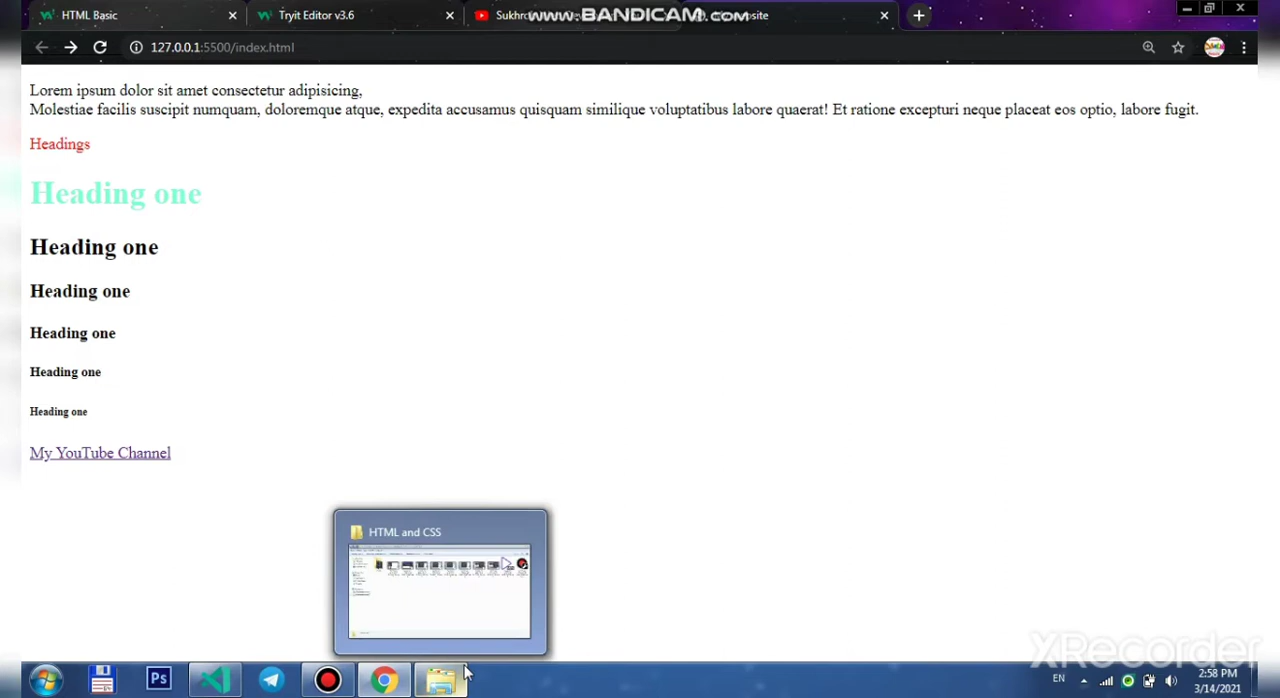 HTML Basic
Tryit Editor v3.6
Sukhro
www.BANDICAM.com
osite
127.0.0.1:5500/index.html
Lorem ipsum dolor sit amet consectetur adipisicing,
Molestiae facilis suscipit numquam, doloremque atque, expedita accusamus quisquam similique voluptatibus labore quaerat! Et ratione excepturi neque placeat eos optio, labore fugit.
Headings
Heading one
Heading one
Heading one
Heading one
Heading one
Heading one
My YouTube Channel
HTML and CSS
XRecorder
Ps
EN
2:58 PM
3/14/2021